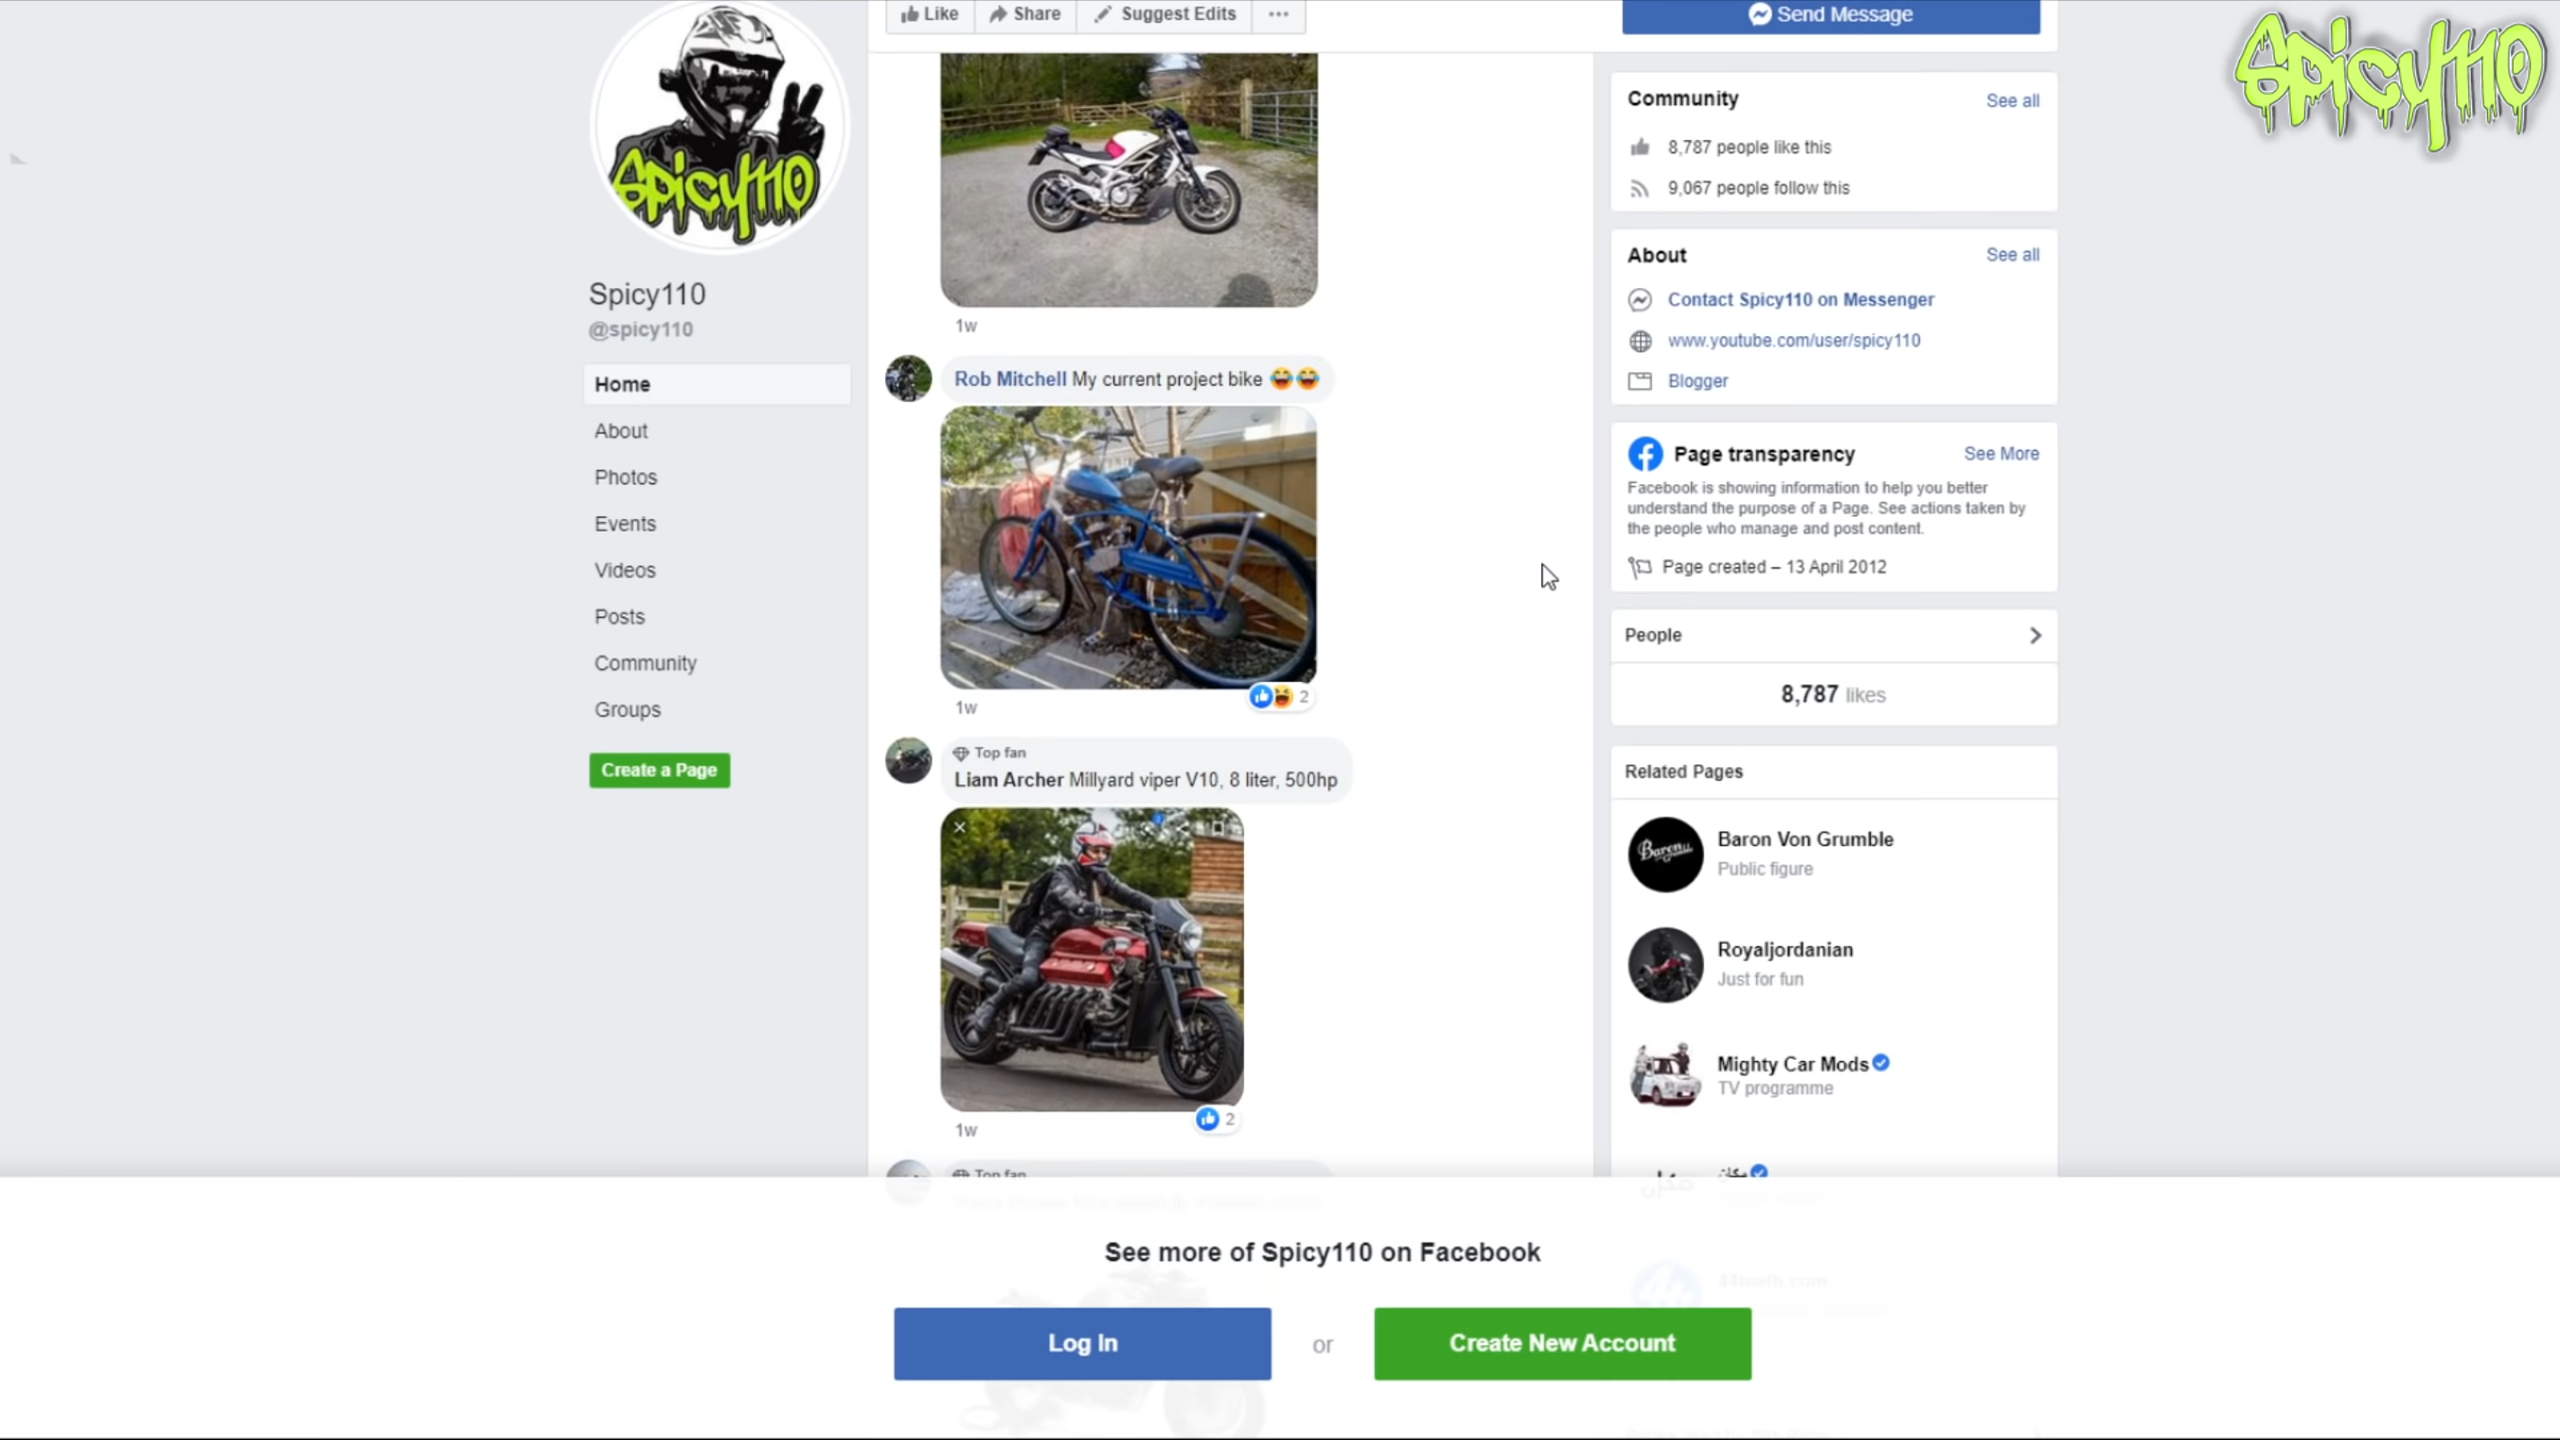 Like
Share
Suggest Edits
Send Message
Spicy110
Spicy110
Spicy110
@spicy110
Home
About
Photos
Events
Videos
Posts
Community
Groups
Create a Page
1w
Rob Mitchell My current project bike 😂😂
2
1w
Top fan
Liam Archer Millyard viper V10, 8 liter, 500hp
2
1w
Top fan
Community
See all
8,787 people like this
9,067 people follow this
About
See all
Contact Spicy110 on Messenger
www.youtube.com/user/spicy110
Blogger
Page transparency
See More
Facebook is showing information to help you better
understand the purpose of a Page. See actions taken by
the people who manage and post content.
Page created – 13 April 2012
People
8,787 likes
Related Pages
Baron
Baron Von Grumble
Public figure
Royaljordanian
Just for fun
Mighty Car Mods
TV programme
See more of Spicy110 on Facebook
Log In
or
Create New Account